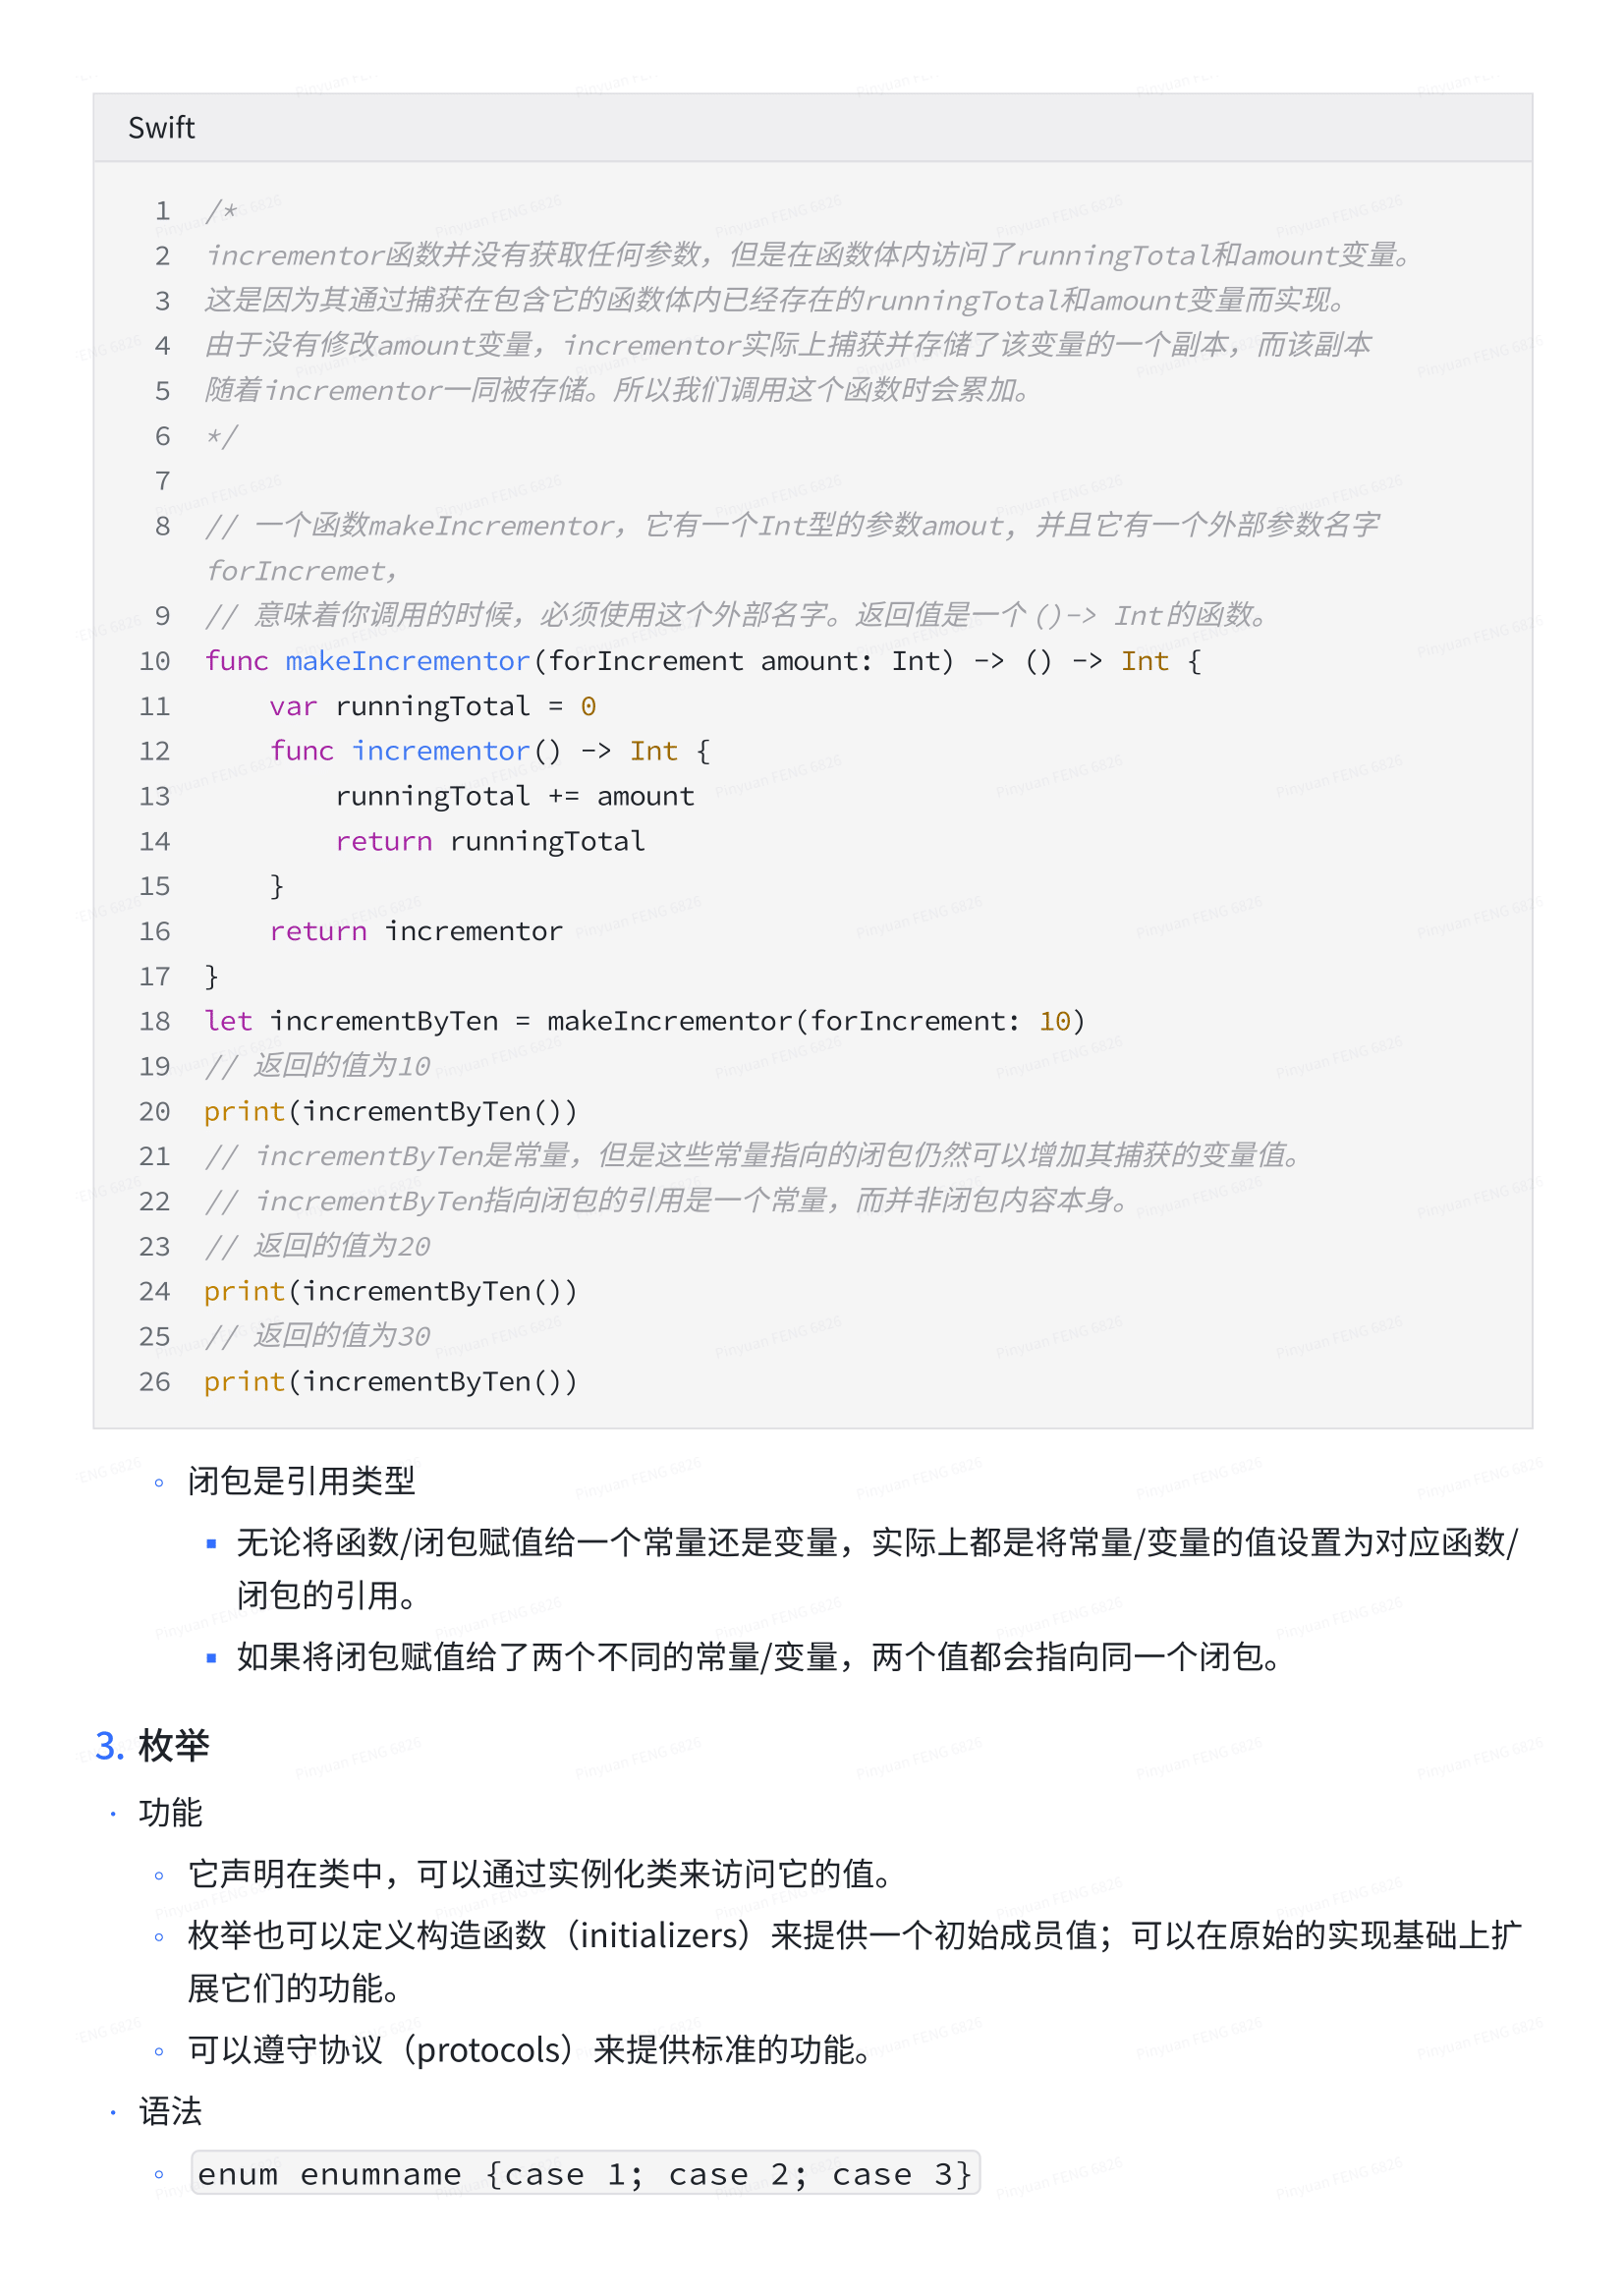 Swift
1 /*
2 incrementor函数并没有获取任何参数，但是在函数体内访问了runningTotal和amount变量。
3 这是因为其通过捕获在包含它的函数体内已经存在的runningTotal和amount变量而实现。
4 由于没有修改amount变量，incrementor实际上捕获并存储了该变量的一个副本，而该副本
5 随着incrementor一同被存储。所以我们调用这个函数时会累加。
6 */
7
8 // 一个函数makeIncrementor，它有一个Int型的参数amout, 并且它有一个外部参数名字
forIncremet，
9 // 意味着你调用的时候，必须使用这个外部名字。返回值是一个()-> Int的函数。
10 func makeIncrementor(forIncrement amount: Int) -> () -> Int {
11     var runningTotal = 0
12     func incrementor() -> Int {
13         runningTotal += amount
14         return runningTotal
15     }
16     return incrementor
17 }
18 let incrementByTen = makeIncrementor(forIncrement: 10)
19 // 返回的值为10
20 print(incrementByTen())
21 // incrementByTen是常量，但是这些常量指向的闭包仍然可以增加其捕获的变量值。
22 // incrementByTen指向闭包的引用是一个常量，而并非闭包内容本身。
23 // 返回的值为20
24 print(incrementByTen())
25 // 返回的值为30
26 print(incrementByTen())
◦ 闭包是引用类型
▪ 无论将函数/闭包赋值给一个常量还是变量，实际上都是将常量/变量的值设置为对应函数/
闭包的引用。
▪ 如果将闭包赋值给了两个不同的常量/变量，两个值都会指向同一个闭包。
3. 枚举
· 功能
◦ 它声明在类中，可以通过实例化类来访问它的值。
◦ 枚举也可以定义构造函数（initializers）来提供一个初始成员值；可以在原始的实现基础上扩
展它们的功能。
◦ 可以遵守协议（protocols）来提供标准的功能。
· 语法
◦ enum enumname {case 1; case 2; case 3}
Pinyuan FENG 6826